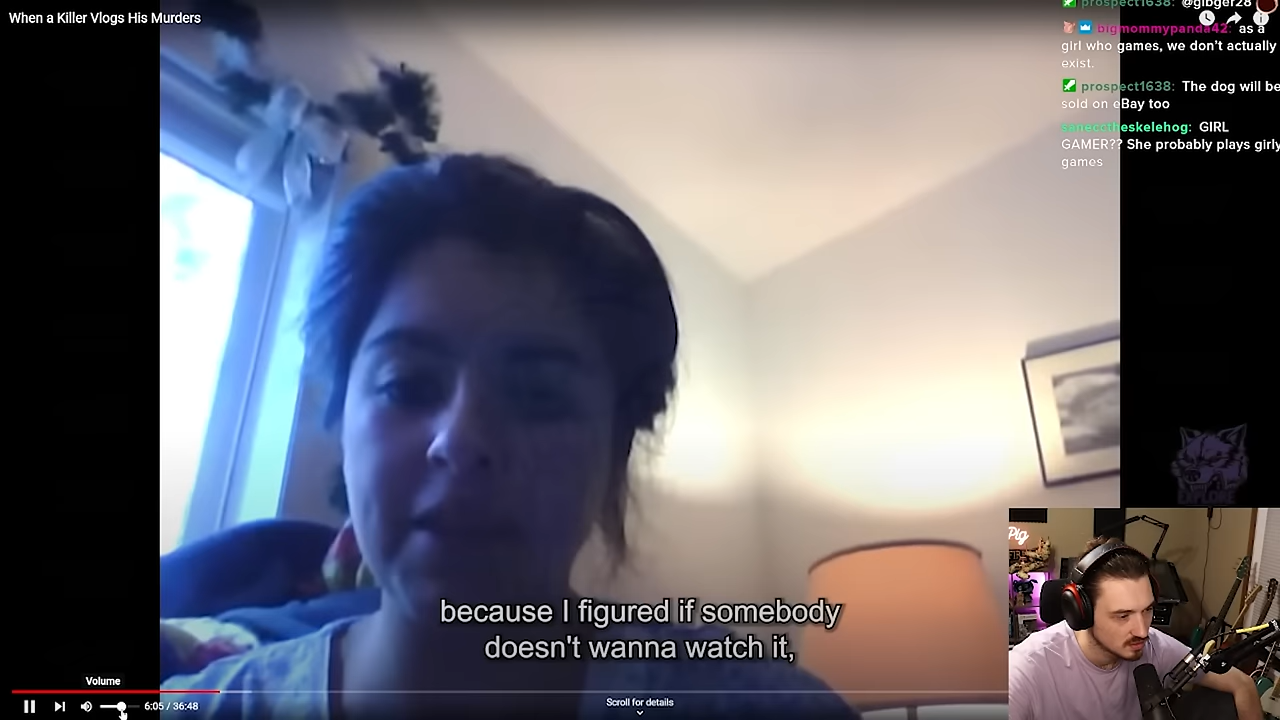 When a Killer Vlogs His Murders
prospect1638: @gibger28
bigmommypanda42: as a
girl who games, we don't actually
exist.
prospect1638: The dog will be
sold on eBay too
GIRL
GAMER?? She probably plays girly
games
Pig
because I figured if somebody
doesn't wanna watch it,
Volume
6:05 / 36:48
Scroll for details